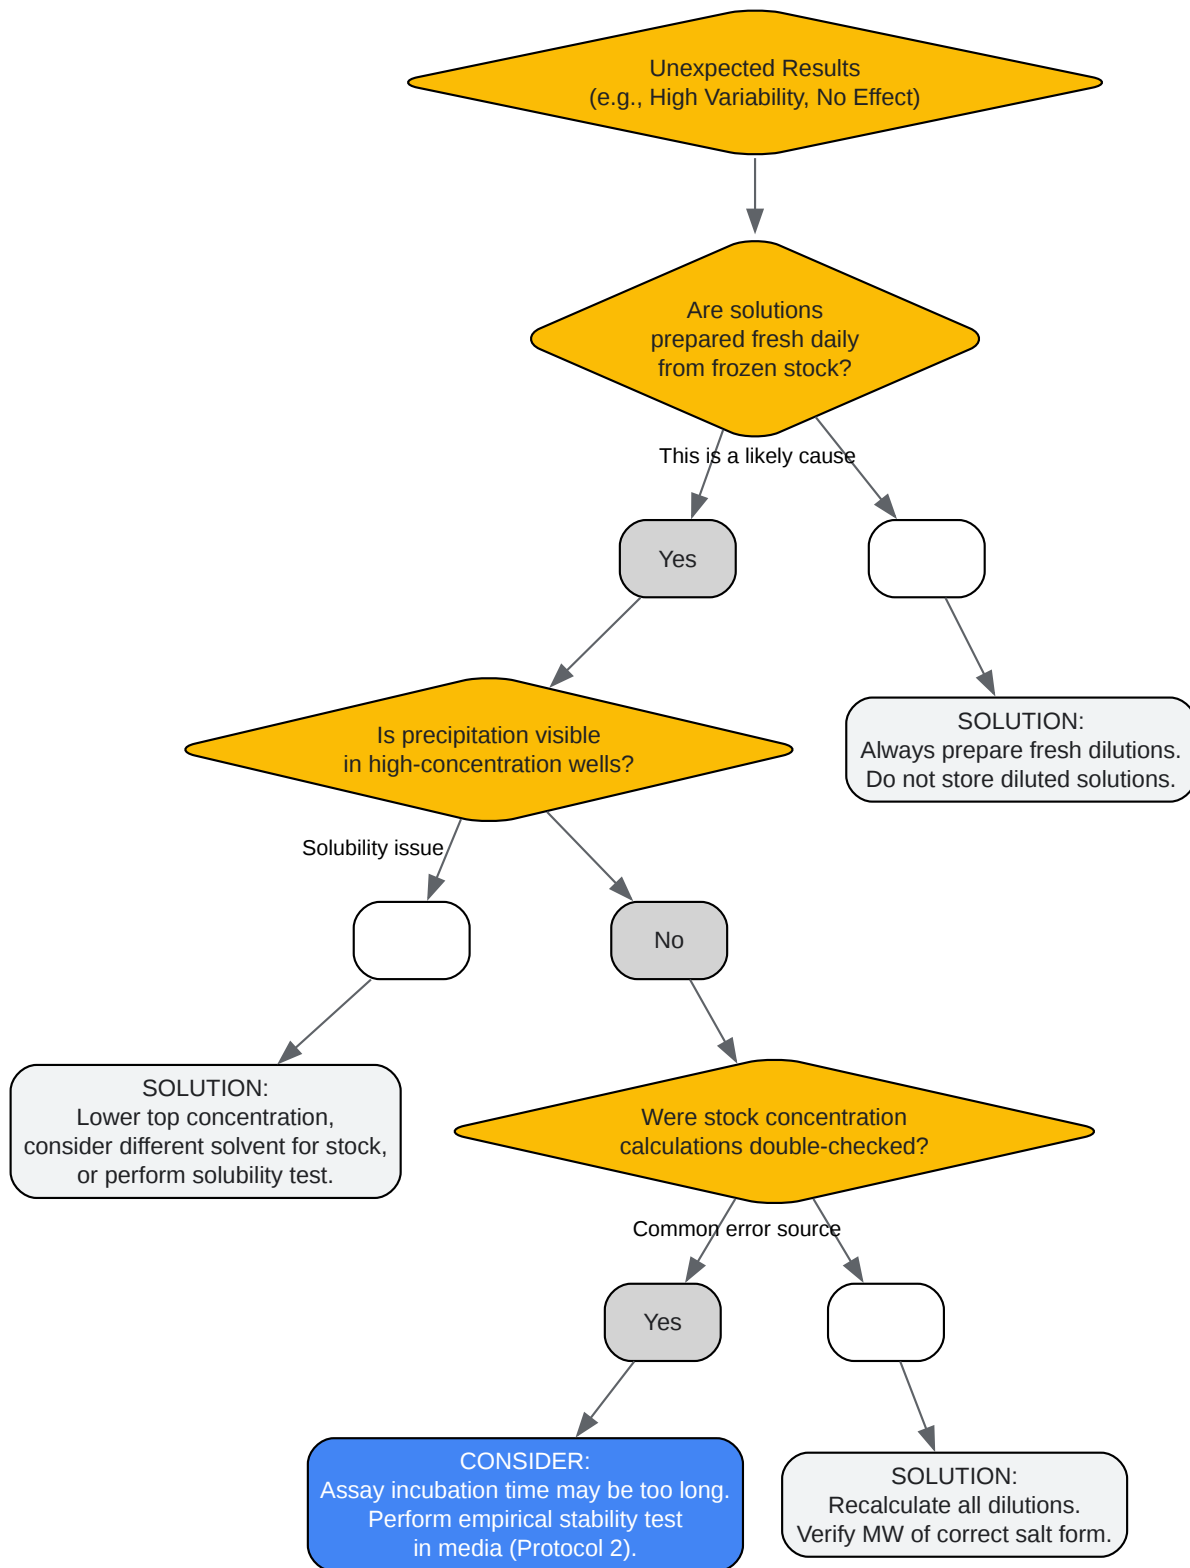 Unexpected Results
(e.g., High Variability, No Effect)
Are solutions
prepared fresh daily
from frozen stock?
This is a likely cause
Yes
SOLUTION:
Always prepare fresh dilutions.
Do not store diluted solutions.
Is precipitation visible
in high-concentration wells?
Solubility issue
No
SOLUTION:
Lower top concentration,
consider different solvent for stock,
or perform solubility test.
Were stock concentration
calculations double-checked?
Common error source
Yes
CONSIDER:
Assay incubation time may be too long.
Perform empirical stability test
in media (Protocol 2).
SOLUTION:
Recalculate all dilutions.
Verify MW of correct salt form.